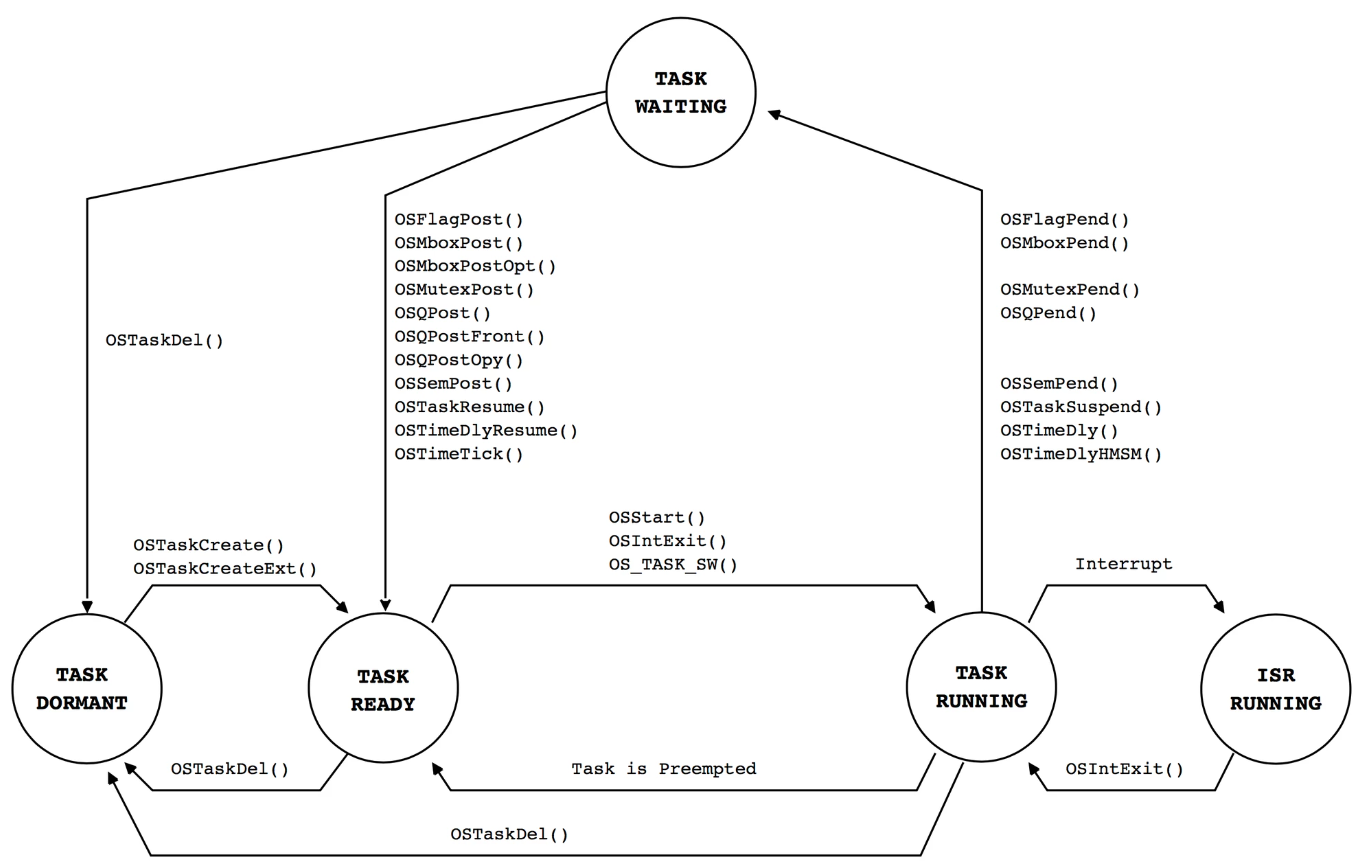 TASK
WAITING
OSFlagPost()
OSMboxPost()
OSMboxPostOpt()
OSMutexPost()
OSQPost()
OSQPostFront()
OSQPostOpy()
OSSemPost()
OSTaskResume()
OSTimeDlyResume()
OSTimeTick()
OSFlagPend()
OSMboxPend()
OSMutexPend()
OSQPend()
OSSemPend()
OSTaskSuspend()
OSTimeDly()
OSTimeDlyHMSM()
OSTaskDel()
OSTaskCreate()
OSTaskCreateExt()
OSStart()
OSIntExit()
OS_TASK_SW()
Interrupt
TASK
DORMANT
TASK
READY
TASK
RUNNING
ISR
RUNNING
OSTaskDel()
Task is Preempted
OSIntExit()
OSTaskDel()